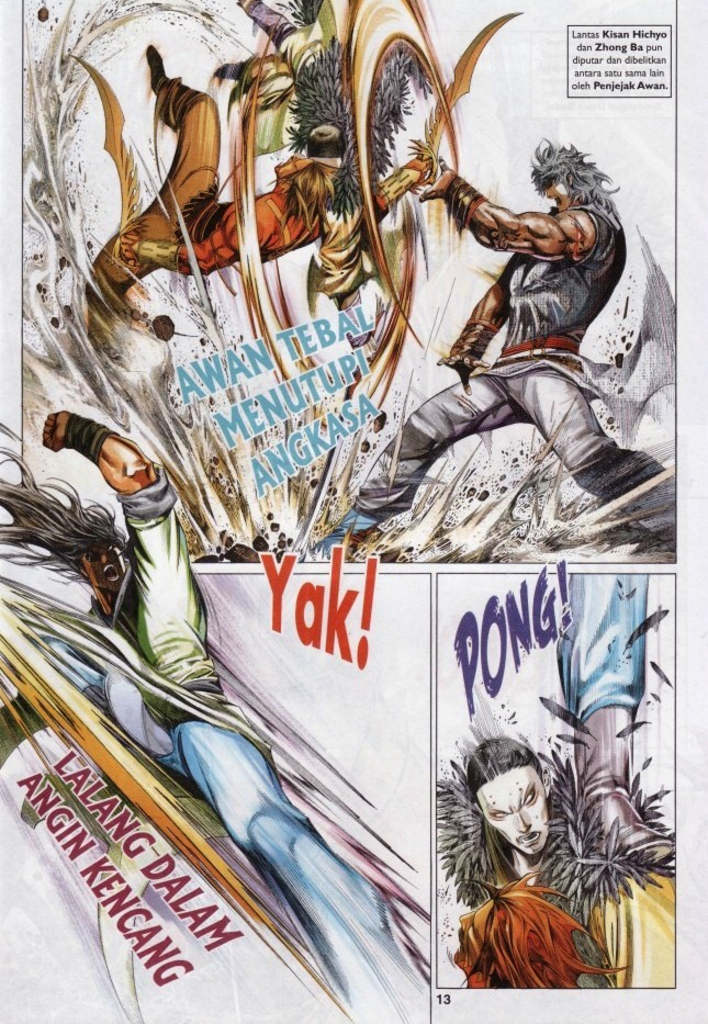 Lantas Kisan Hichyo
dan Zhong Ba pun
diputar dan dibelitkan
antara satu sama lain
oleh Penjejak Awan.
AWAN TEBAL
MENUTUPI
ANGKASA
Yak!
PONG!
LALANG DALAM
ANGIN KENCANG
13